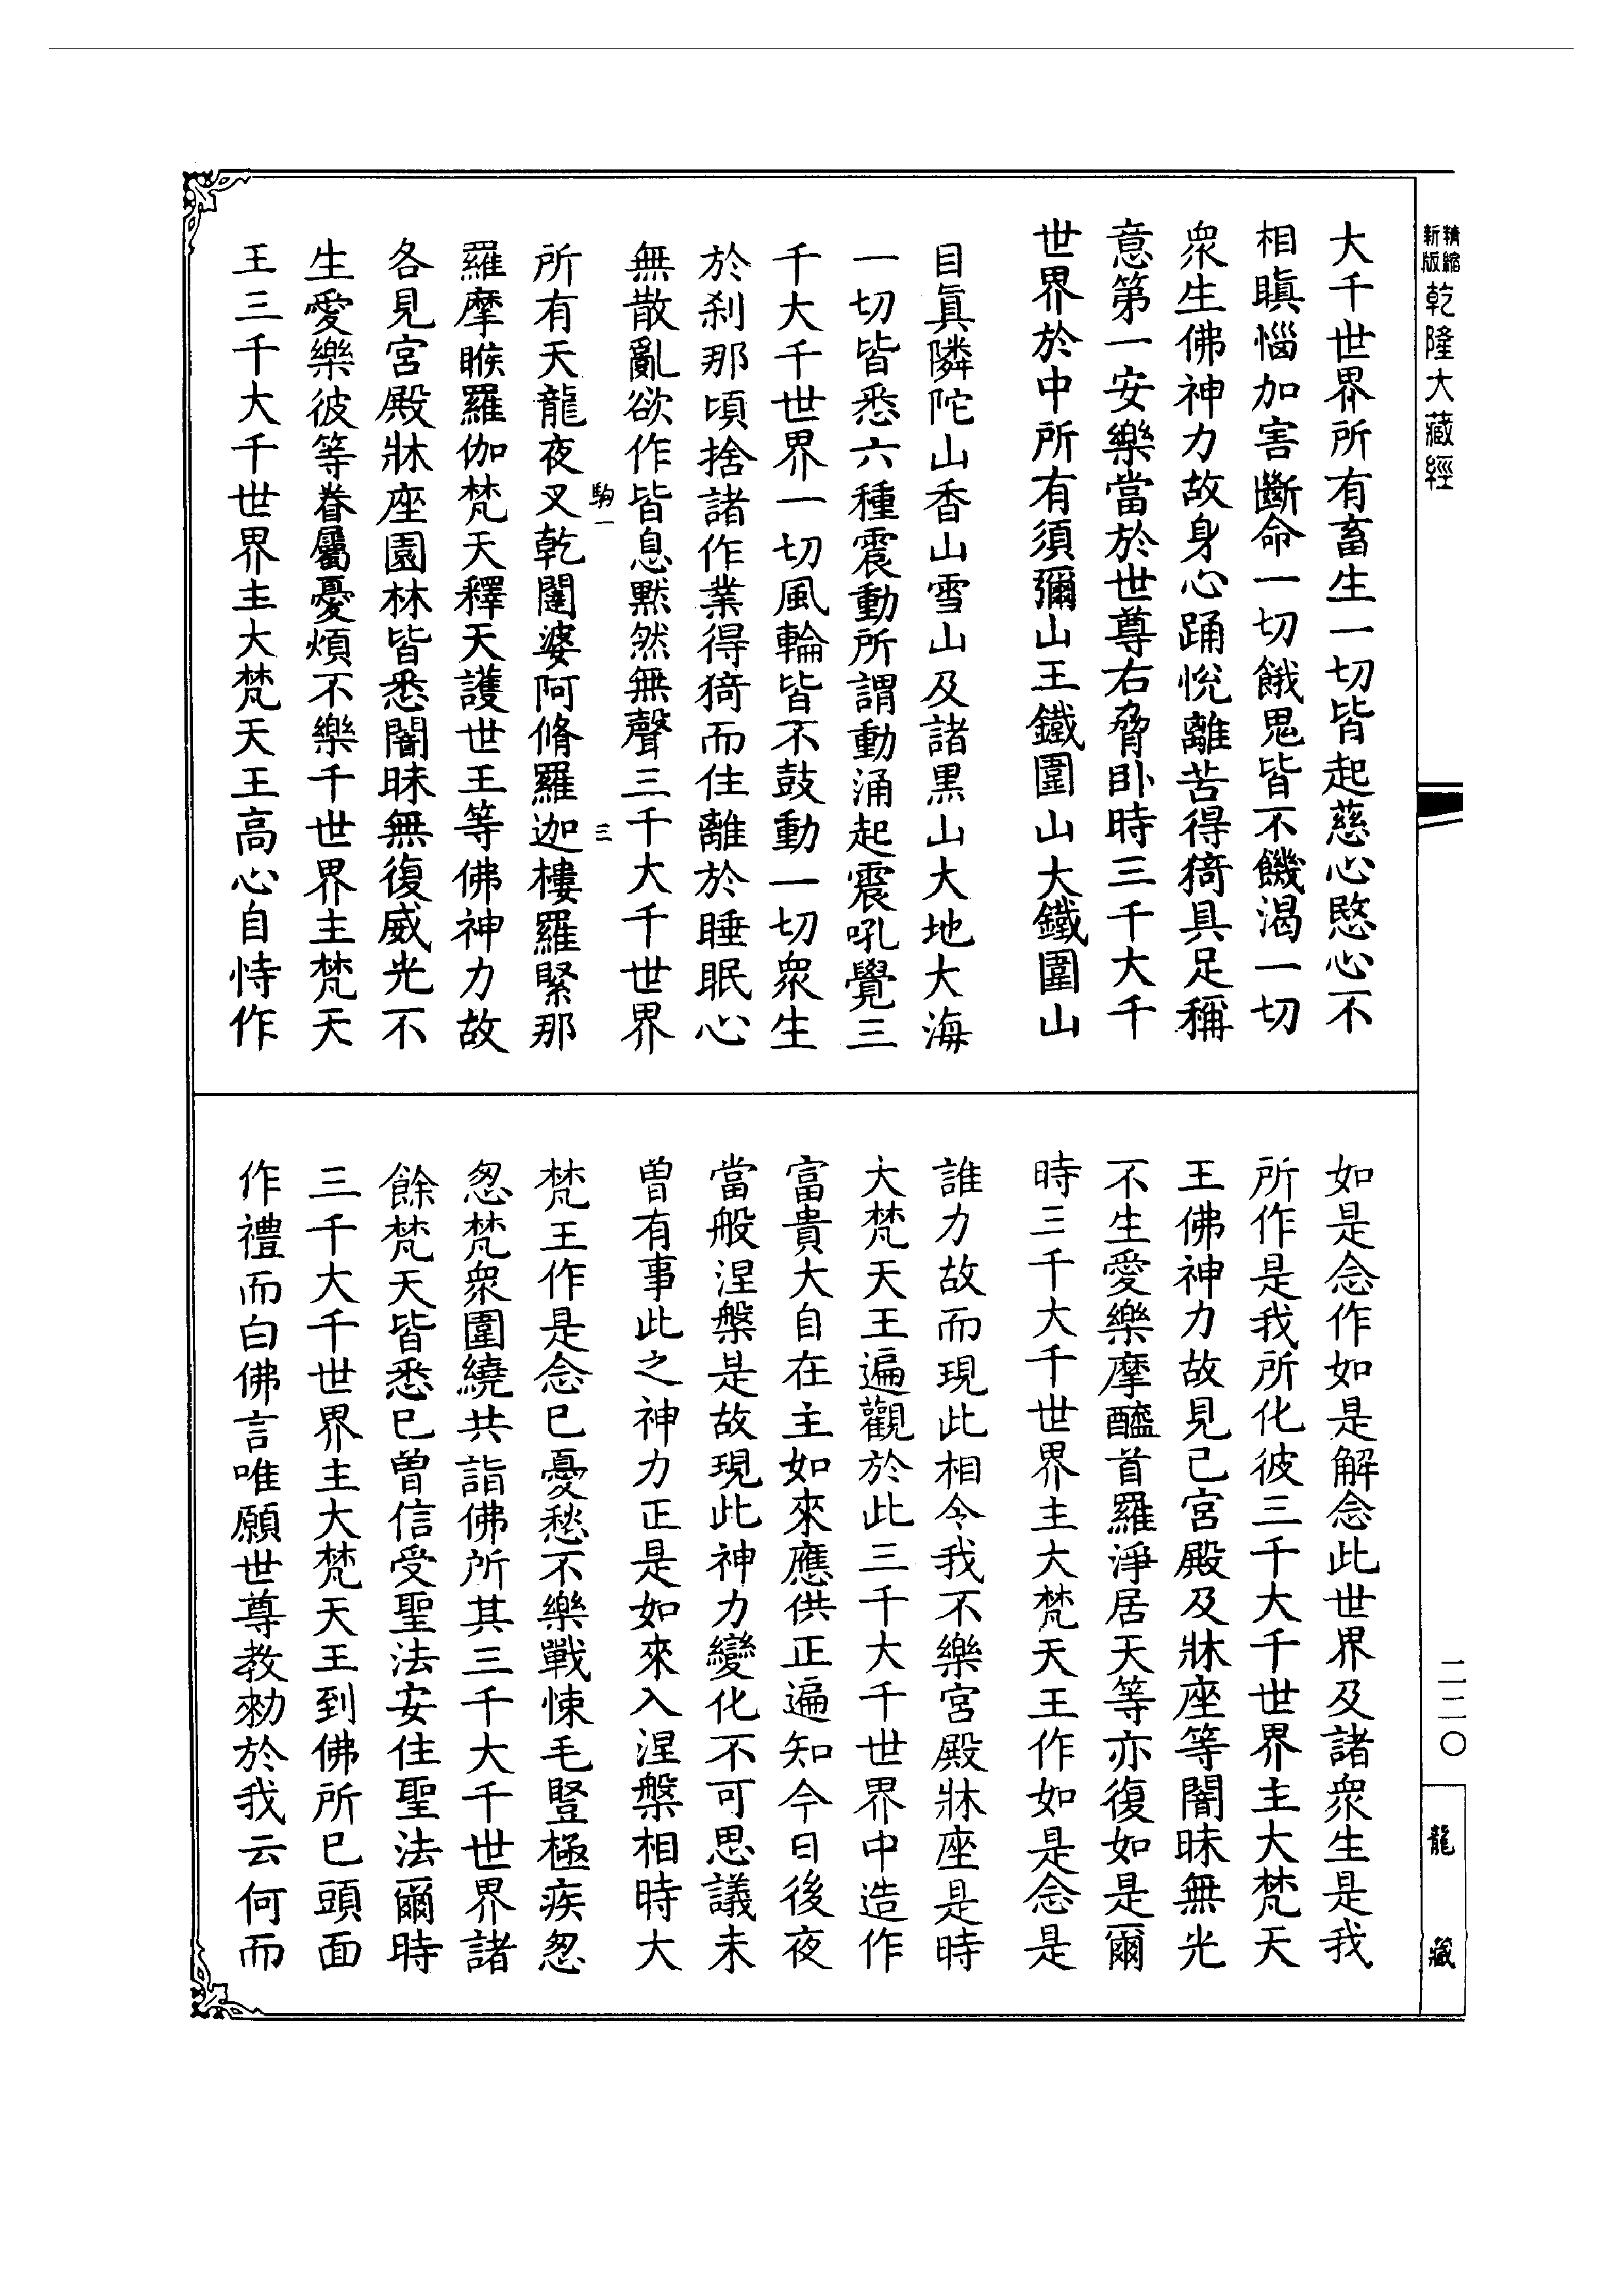 精縮新版乾隆大藏經
大千世界所有畜生一切皆起慈心愍心不
相瞋惱加害斷命一切餓鬼皆不饑渴一切
衆生佛神力故身心踊悅離苦得猗具足稱
意第一安樂當於世尊右脅卧時三千大千
世界於中所有須彌山王鐵圍山大鐵圍山
目眞隣陀山香山雪山及諸黑山大地大海
一切皆悉六種震動所謂動涌起震吼覺三
千大千世界一切風輪皆不鼓動一切衆生
於刹那頃捨諸作業得猗而住離於睡眠心
無散亂欲作皆息默然無聲三千大千世界
駒一 三
所有天龍夜叉乾闥婆阿脩羅迦樓羅緊那
羅摩睺羅伽梵天釋天護世王等佛神力故
各見宮殿牀座園林皆悉闇昧無復威光不
生愛樂彼等眷屬憂煩不樂千世界主梵天
王三千大千世界主大梵天王高心自恃作
如是念作如是解念此世界及諸衆生是我
所作是我所化彼三千大千世界主大梵天
王佛神力故見己宮殿及牀座等闇昧無光
不生愛樂摩醯首羅淨居天等亦復如是爾
時三千大千世界主大梵天王作如是念是
誰力故而現此相令我不樂宮殿牀座是時
大梵天王遍觀於此三千大千世界中造作
富貴大自在主如來應供正遍知今日後夜
當般涅槃是故現此神力變化不可思議未
曾有事此之神力正是如來入涅槃相時大
梵王作是念已憂愁不樂戰悚毛豎極疾怱
怱梵衆圍繞共詣佛所其三千大千世界諸
餘梵天皆悉已曾信受聖法安住聖法爾時
三千大千世界主大梵天王到佛所已頭面
作禮而白佛言唯願世尊教勑於我云何而
二二〇
龍藏